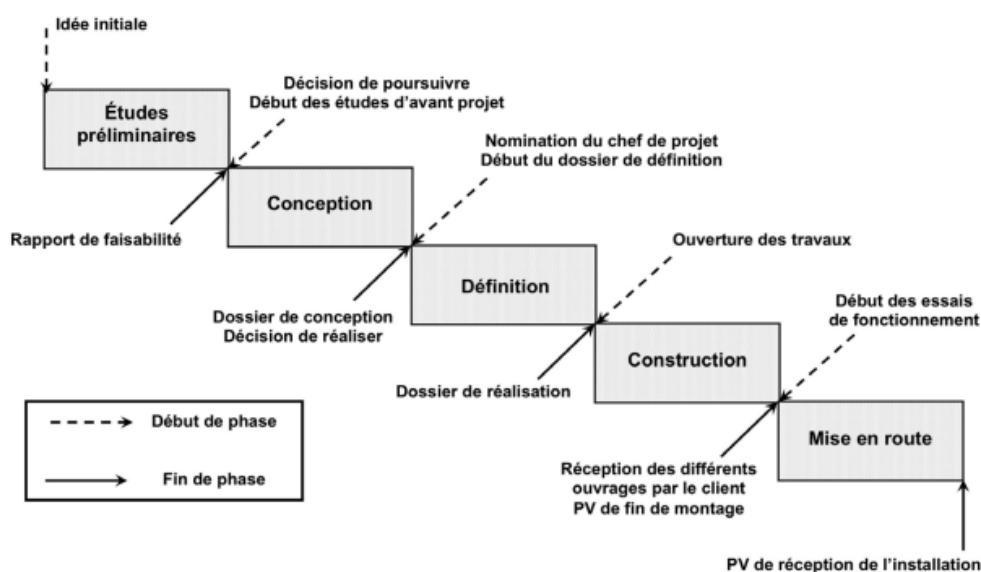 Idée initiale
Études
préliminaires
Décision de poursuivre
Début des études d'avant projet
Rapport de faisabilité
Conception
Nomination du chef de projet
Début du dossier de définition
Dossier de conception
Décision de réaliser
Définition
Ouverture des travaux
Dossier de réalisation
Construction
Début des essais
de fonctionnement
Réception des différents
ouvrages par le client
PV de fin de montage
Mise en route
PV de réception de l'installation
Début de phase
Fin de phase